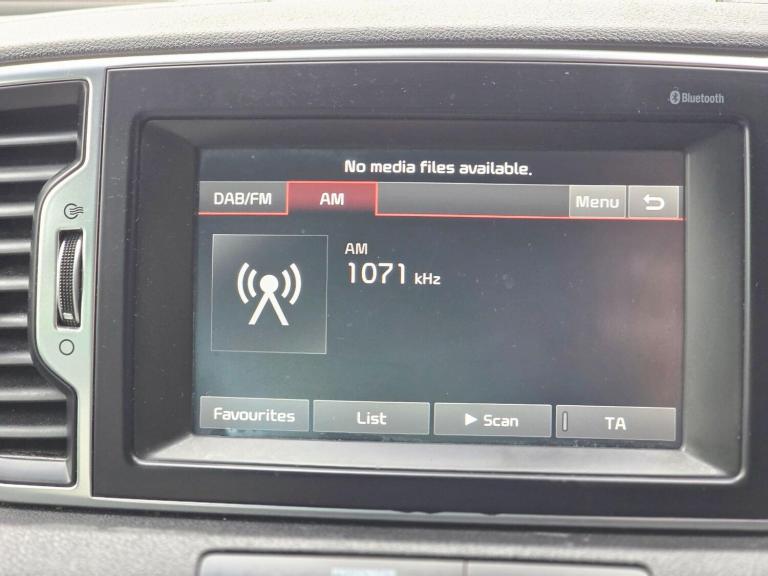 Bluetooth
No media files available.
DAB/FM AM Menu
AM
1071 kHz
Favourites List Scan TA